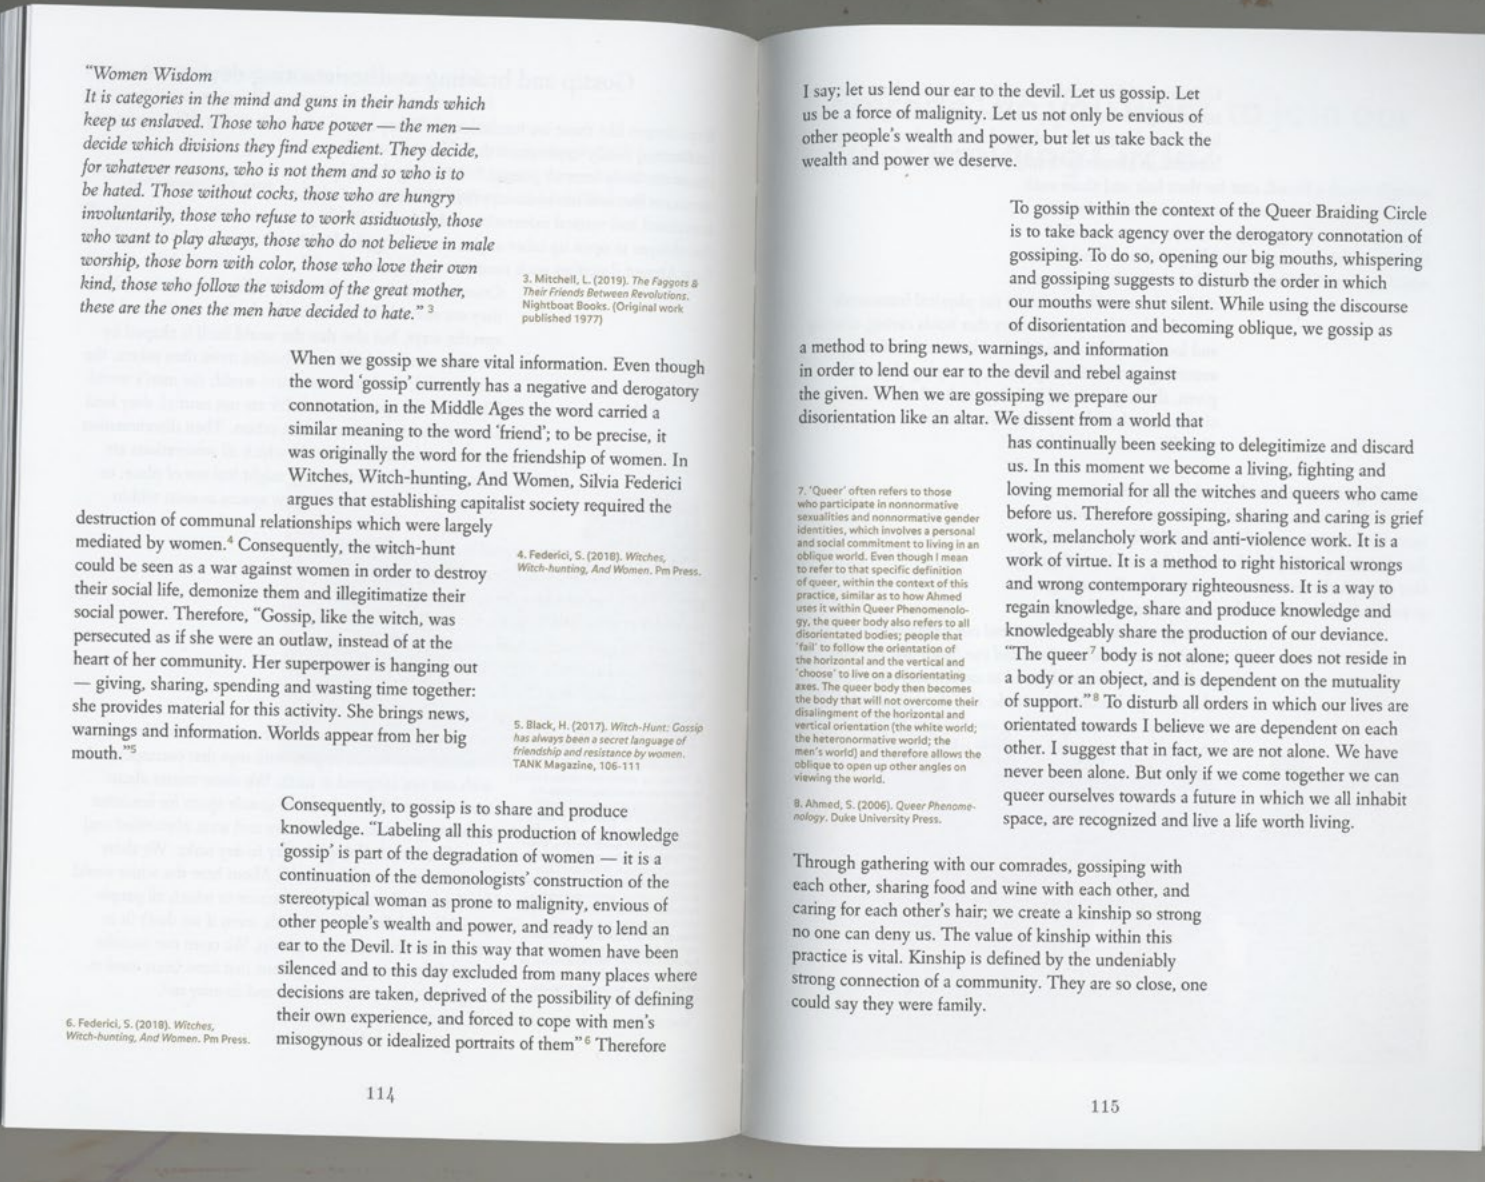 “Women Wisdom
It is categories in the mind and guns in their hands which
keep us enslaved. Those who have power — the men —
decide which divisions they find expedient. They decide,
for whatever reasons, who is not them and so who is to
be hated. Those without cocks, those who are hungry
involuntarily, those who refuse to work assiduously, those
who want to play always, those who do not believe in male
worship, those born with color, those who love their own
kind, those who follow the wisdom of the great mother,
these are the ones the men have decided to hate.” 3
3. Mitchell, L. (2019). The Faggots &
Their Friends Between Revolutions.
Nightboat Books. (Original work
published 1977)
When we gossip we share vital information. Even though
the word ‘gossip’ currently has a negative and derogatory
connotation, in the Middle Ages the word carried a
similar meaning to the word ‘friend’; to be precise, it
was originally the word for the friendship of women. In
Witches, Witch-hunting, And Women, Silvia Federici
argues that establishing capitalist society required the
destruction of communal relationships which were largely
mediated by women.4 Consequently, the witch-hunt
could be seen as a war against women in order to destroy
their social life, demonize them and illegitimatize their
social power. Therefore, “Gossip, like the witch, was
persecuted as if she were an outlaw, instead of at the
heart of her community. Her superpower is hanging out
— giving, sharing, spending and wasting time together:
she provides material for this activity. She brings news,
warnings and information. Worlds appear from her big
mouth.”5
4. Federici, S. (2018). Witches,
Witch-hunting, And Women. Pm Press.
5. Black, H. (2017). Witch-Hunt: Gossip
has always been a secret language of
friendship and resistance by women.
TANK Magazine, 106-111
Consequently, to gossip is to share and produce
knowledge. “Labeling all this production of knowledge
‘gossip’ is part of the degradation of women — it is a
continuation of the demonologists’ construction of the
stereotypical woman as prone to malignity, envious of
other people’s wealth and power, and ready to lend an
ear to the Devil. It is in this way that women have been
silenced and to this day excluded from many places where
decisions are taken, deprived of the possibility of defining
their own experience, and forced to cope with men’s
misogynous or idealized portraits of them” 6 Therefore
6. Federici, S. (2018). Witches,
Witch-hunting, And Women. Pm Press.
114
I say; let us lend our ear to the devil. Let us gossip. Let
us be a force of malignity. Let us not only be envious of
other people’s wealth and power, but let us take back the
wealth and power we deserve.
To gossip within the context of the Queer Braiding Circle
is to take back agency over the derogatory connotation of
gossiping. To do so, opening our big mouths, whispering
and gossiping suggests to disturb the order in which
our mouths were shut silent. While using the discourse
of disorientation and becoming oblique, we gossip as
a method to bring news, warnings, and information
in order to lend our ear to the devil and rebel against
the given. When we are gossiping we prepare our
disorientation like an altar. We dissent from a world that
has continually been seeking to delegitimize and discard
us. In this moment we become a living, fighting and
loving memorial for all the witches and queers who came
before us. Therefore gossiping, sharing and caring is grief
work, melancholy work and anti-violence work. It is a
work of virtue. It is a method to right historical wrongs
and wrong contemporary righteousness. It is a way to
regain knowledge, share and produce knowledge and
knowledgeably share the production of our deviance.
“The queer7 body is not alone; queer does not reside in
a body or an object, and is dependent on the mutuality
of support.”8 To disturb all orders in which our lives are
orientated towards I believe we are dependent on each
other. I suggest that in fact, we are not alone. We have
never been alone. But only if we come together we can
queer ourselves towards a future in which we all inhabit
space, are recognized and live a life worth living.
7. ‘Queer’ often refers to those
who participate in nonnormative
sexualities and nonnormative gender
identities, which involves a personal
and social commitment to living in an
oblique world. Even though I mean
to refer to that specific definition
of queer, within the context of this
practice, similar as to how Ahmed
uses it within Queer Phenomenolo-
gy, the queer body also refers to all
disorientated bodies; people that
‘fail’ to follow the orientation of
the horizontal and the vertical and
‘choose’ to live on a disorientating
axes. The queer body then becomes
the body that will not overcome their
disalingment of the horizontal and
vertical orientation (the white world;
the heteronormative world; the
men’s world) and therefore allows the
oblique to open up other angles on
viewing the world.
8. Ahmed, S. (2006). Queer Phenome-
nology. Duke University Press.
Through gathering with our comrades, gossiping with
each other, sharing food and wine with each other, and
caring for each other’s hair; we create a kinship so strong
no one can deny us. The value of kinship within this
practice is vital. Kinship is defined by the undeniably
strong connection of a community. They are so close, one
could say they were family.
115